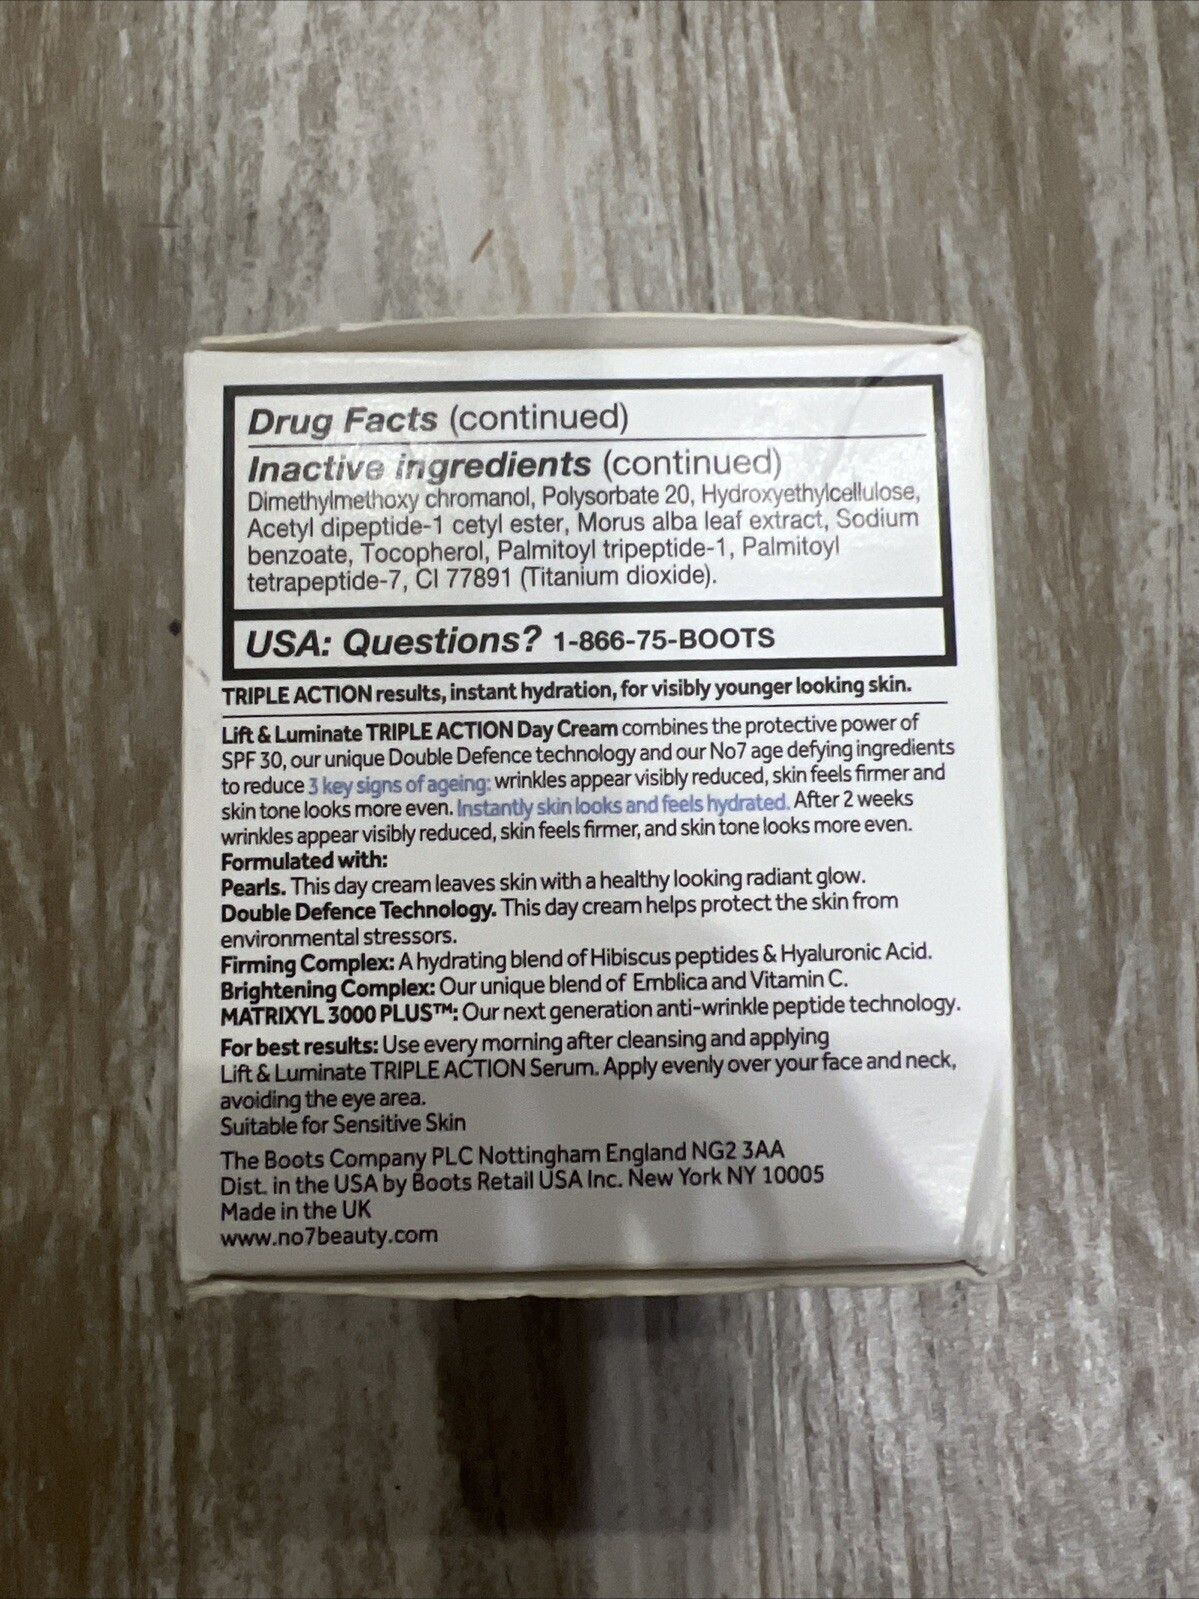 Drug Facts (continued)
Inactive ingredients (continued)
Dimethylmethoxy chromanol, Polysorbate 20, Hydroxyethylcellulose,
Acetyl dipeptide-1 cetyl ester, Morus alba leaf extract, Sodium
benzoate, Tocopherol, Palmitoyl tripeptide-1, Palmitoyl
tetrapeptide-7, CI 77891 (Titanium dioxide).
USA: Questions? 1-866-75-BOOTS
TRIPLE ACTION results, instant hydration, for visibly younger looking skin.
Lift & Luminate TRIPLE ACTION Day Cream combines the protective power of
SPF 30, our unique Double Defence technology and our No7 age defying ingredients
to reduce 3 key signs of ageing: wrinkles appear visibly reduced, skin feels firmer and
skin tone looks more even. Instantly skin looks and feels hydrated. After 2 weeks
wrinkles appear visibly reduced, skin feels firmer, and skin tone looks more even.
Formulated with:
Pearls. This day cream leaves skin with a healthy looking radiant glow.
Double Defence Technology. This day cream helps protect the skin from
environmental stressors.
Firming Complex: A hydrating blend of Hibiscus peptides & Hyaluronic Acid.
Brightening Complex: Our unique blend of Emblica and Vitamin C.
MATRIXYL 3000 PLUS™: Our next generation anti-wrinkle peptide technology.
For best results: Use every morning after cleansing and applying
Lift & Luminate TRIPLE ACTION Serum. Apply evenly over your face and neck,
avoiding the eye area.
Suitable for Sensitive Skin
The Boots Company PLC Nottingham England NG2 3AA
Dist. in the USA by Boots Retail USA Inc. New York NY 10005
Made in the UK
www.no7beauty.com